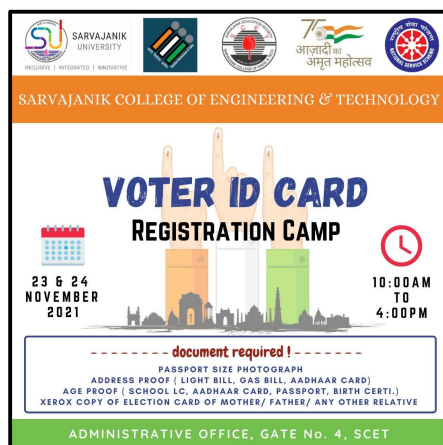 SARVAJANIK
UNIVERSITY
INCLUSIVE | INTEGRATED | INNOVATIVE
75
आज़ादी का
अमृत महोत्सव
SARVAJANIK COLLEGE OF ENGINEERING & TECHNOLOGY
VOTER ID CARD
REGISTRATION CAMP
23 & 24
NOVEMBER
2021
10:00AM
TO
4:00PM
document required !
PASSPORT SIZE PHOTOGRAPH
ADDRESS PROOF ( LIGHT BILL, GAS BILL, AADHAAR CARD)
AGE PROOF ( SCHOOL LC, AADHAAR CARD, PASSPORT, BIRTH CERTI.)
XEROX COPY OF ELECTION CARD OF MOTHER/ FATHER/ ANY OTHER RELATIVE
ADMINISTRATIVE OFFICE, GATE No. 4, SCET